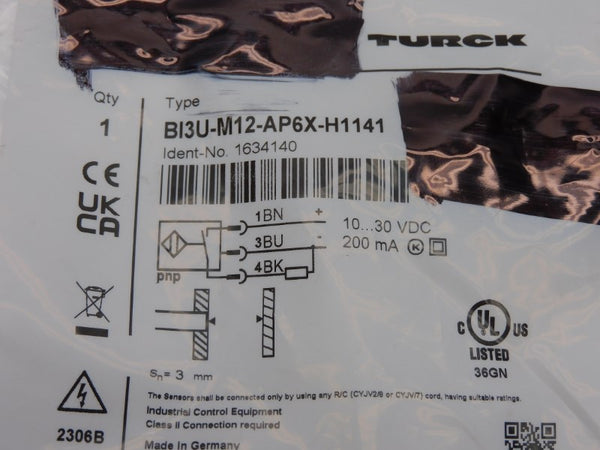 TURCK
Qty
Type
1
BI3U-M12-AP6X-H1141
Ident-No. 1634140
CE
UK
CA
1BN +
10...30 VDC
3BU -
200 mA K
4BK
pnp
C UL US
LISTED
36GN
sn= 3 mm
The Sensors shall be connected only by using any R/C (CYJV2/8 or CYJV/7) cord, having suitable ratings.
Industrial Control Equipment
Class II Connection required
2306B
Made in Germany